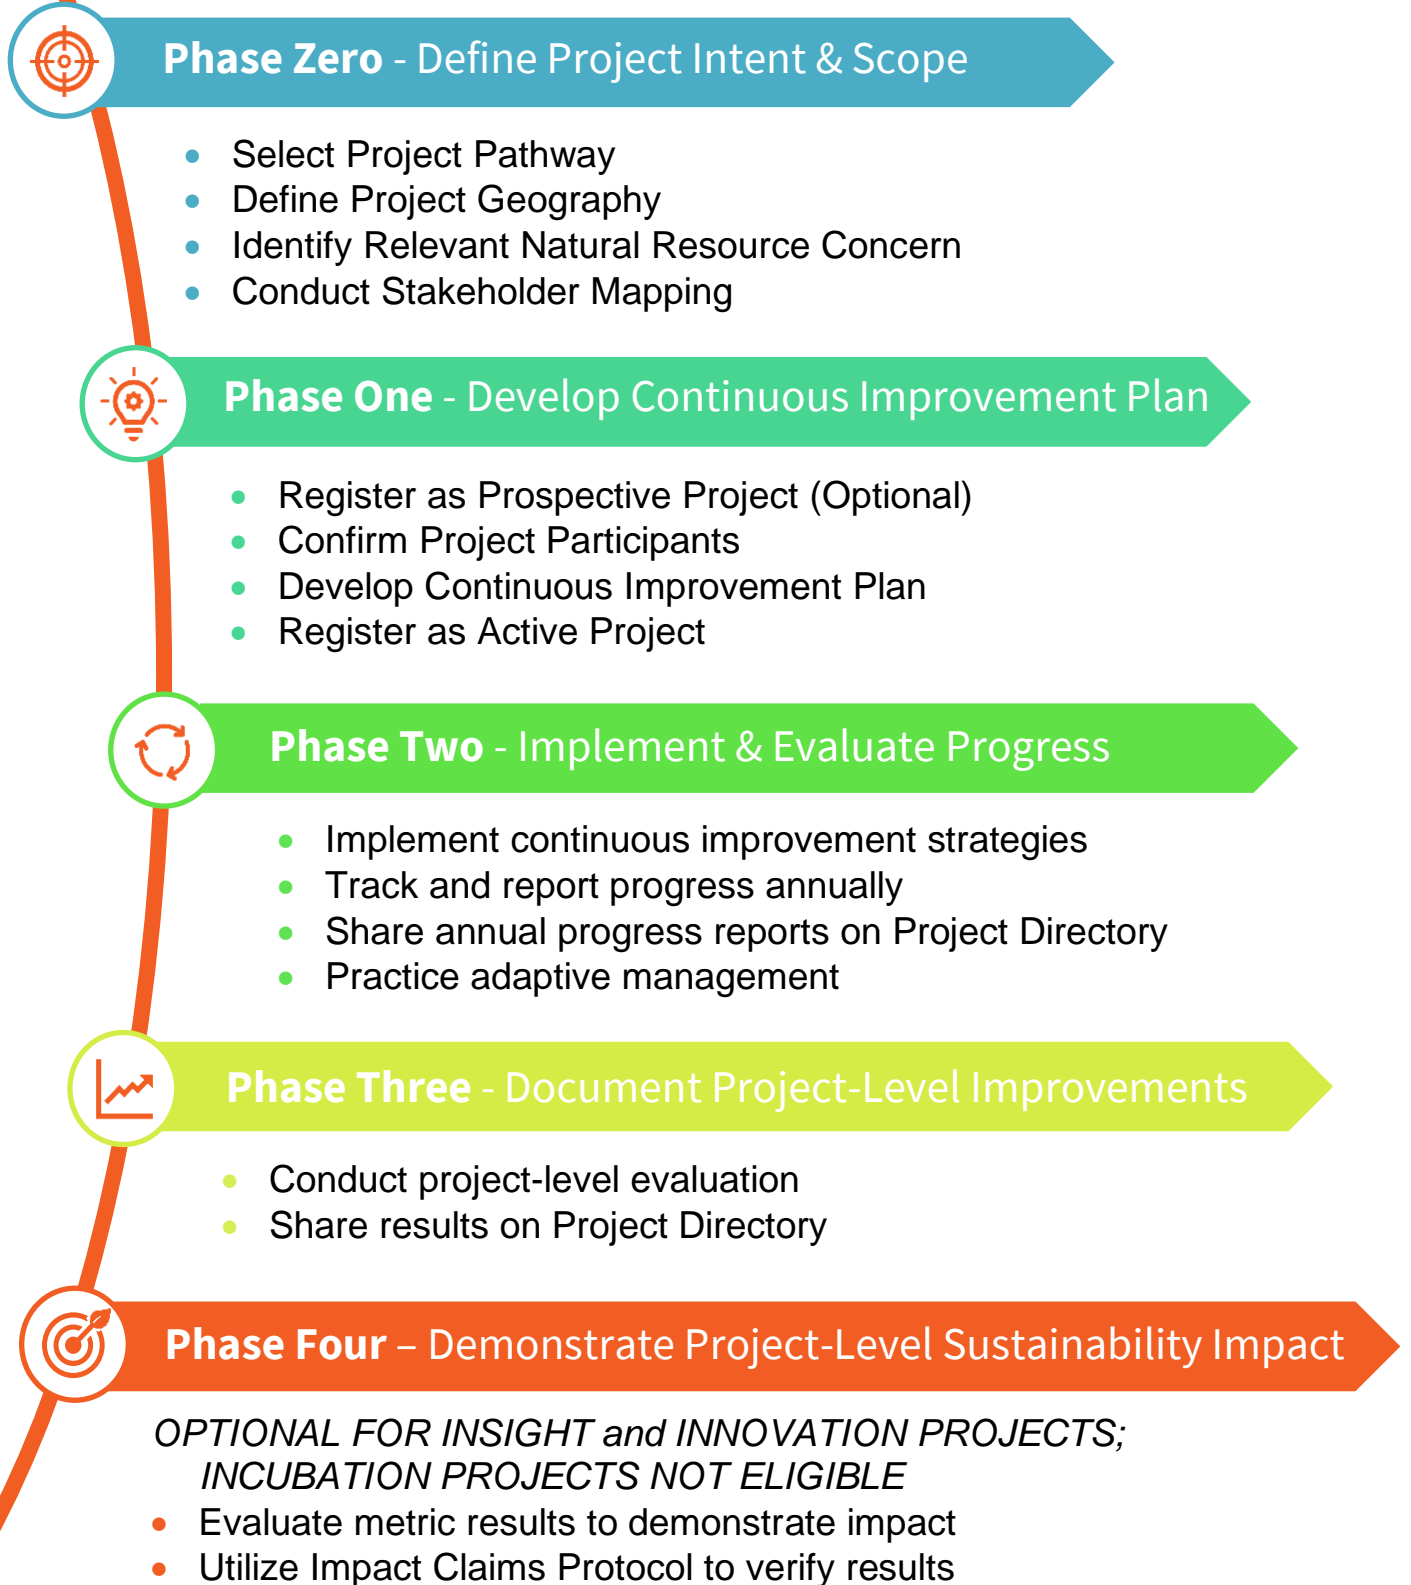 Phase Zero - Define Project Intent & Scope
• Select Project Pathway
• Define Project Geography
• Identify Relevant Natural Resource Concern
• Conduct Stakeholder Mapping
Phase One - Develop Continuous Improvement Plan
• Register as Prospective Project (Optional)
• Confirm Project Participants
• Develop Continuous Improvement Plan
• Register as Active Project
Phase Two - Implement & Evaluate Progress
• Implement continuous improvement strategies
• Track and report progress annually
• Share annual progress reports on Project Directory
• Practice adaptive management
Phase Three - Document Project-Level Improvements
• Conduct project-level evaluation
• Share results on Project Directory
Phase Four – Demonstrate Project-Level Sustainability Impact
OPTIONAL FOR INSIGHT and INNOVATION PROJECTS;
INCUBATION PROJECTS NOT ELIGIBLE
• Evaluate metric results to demonstrate impact
• Utilize Impact Claims Protocol to verify results